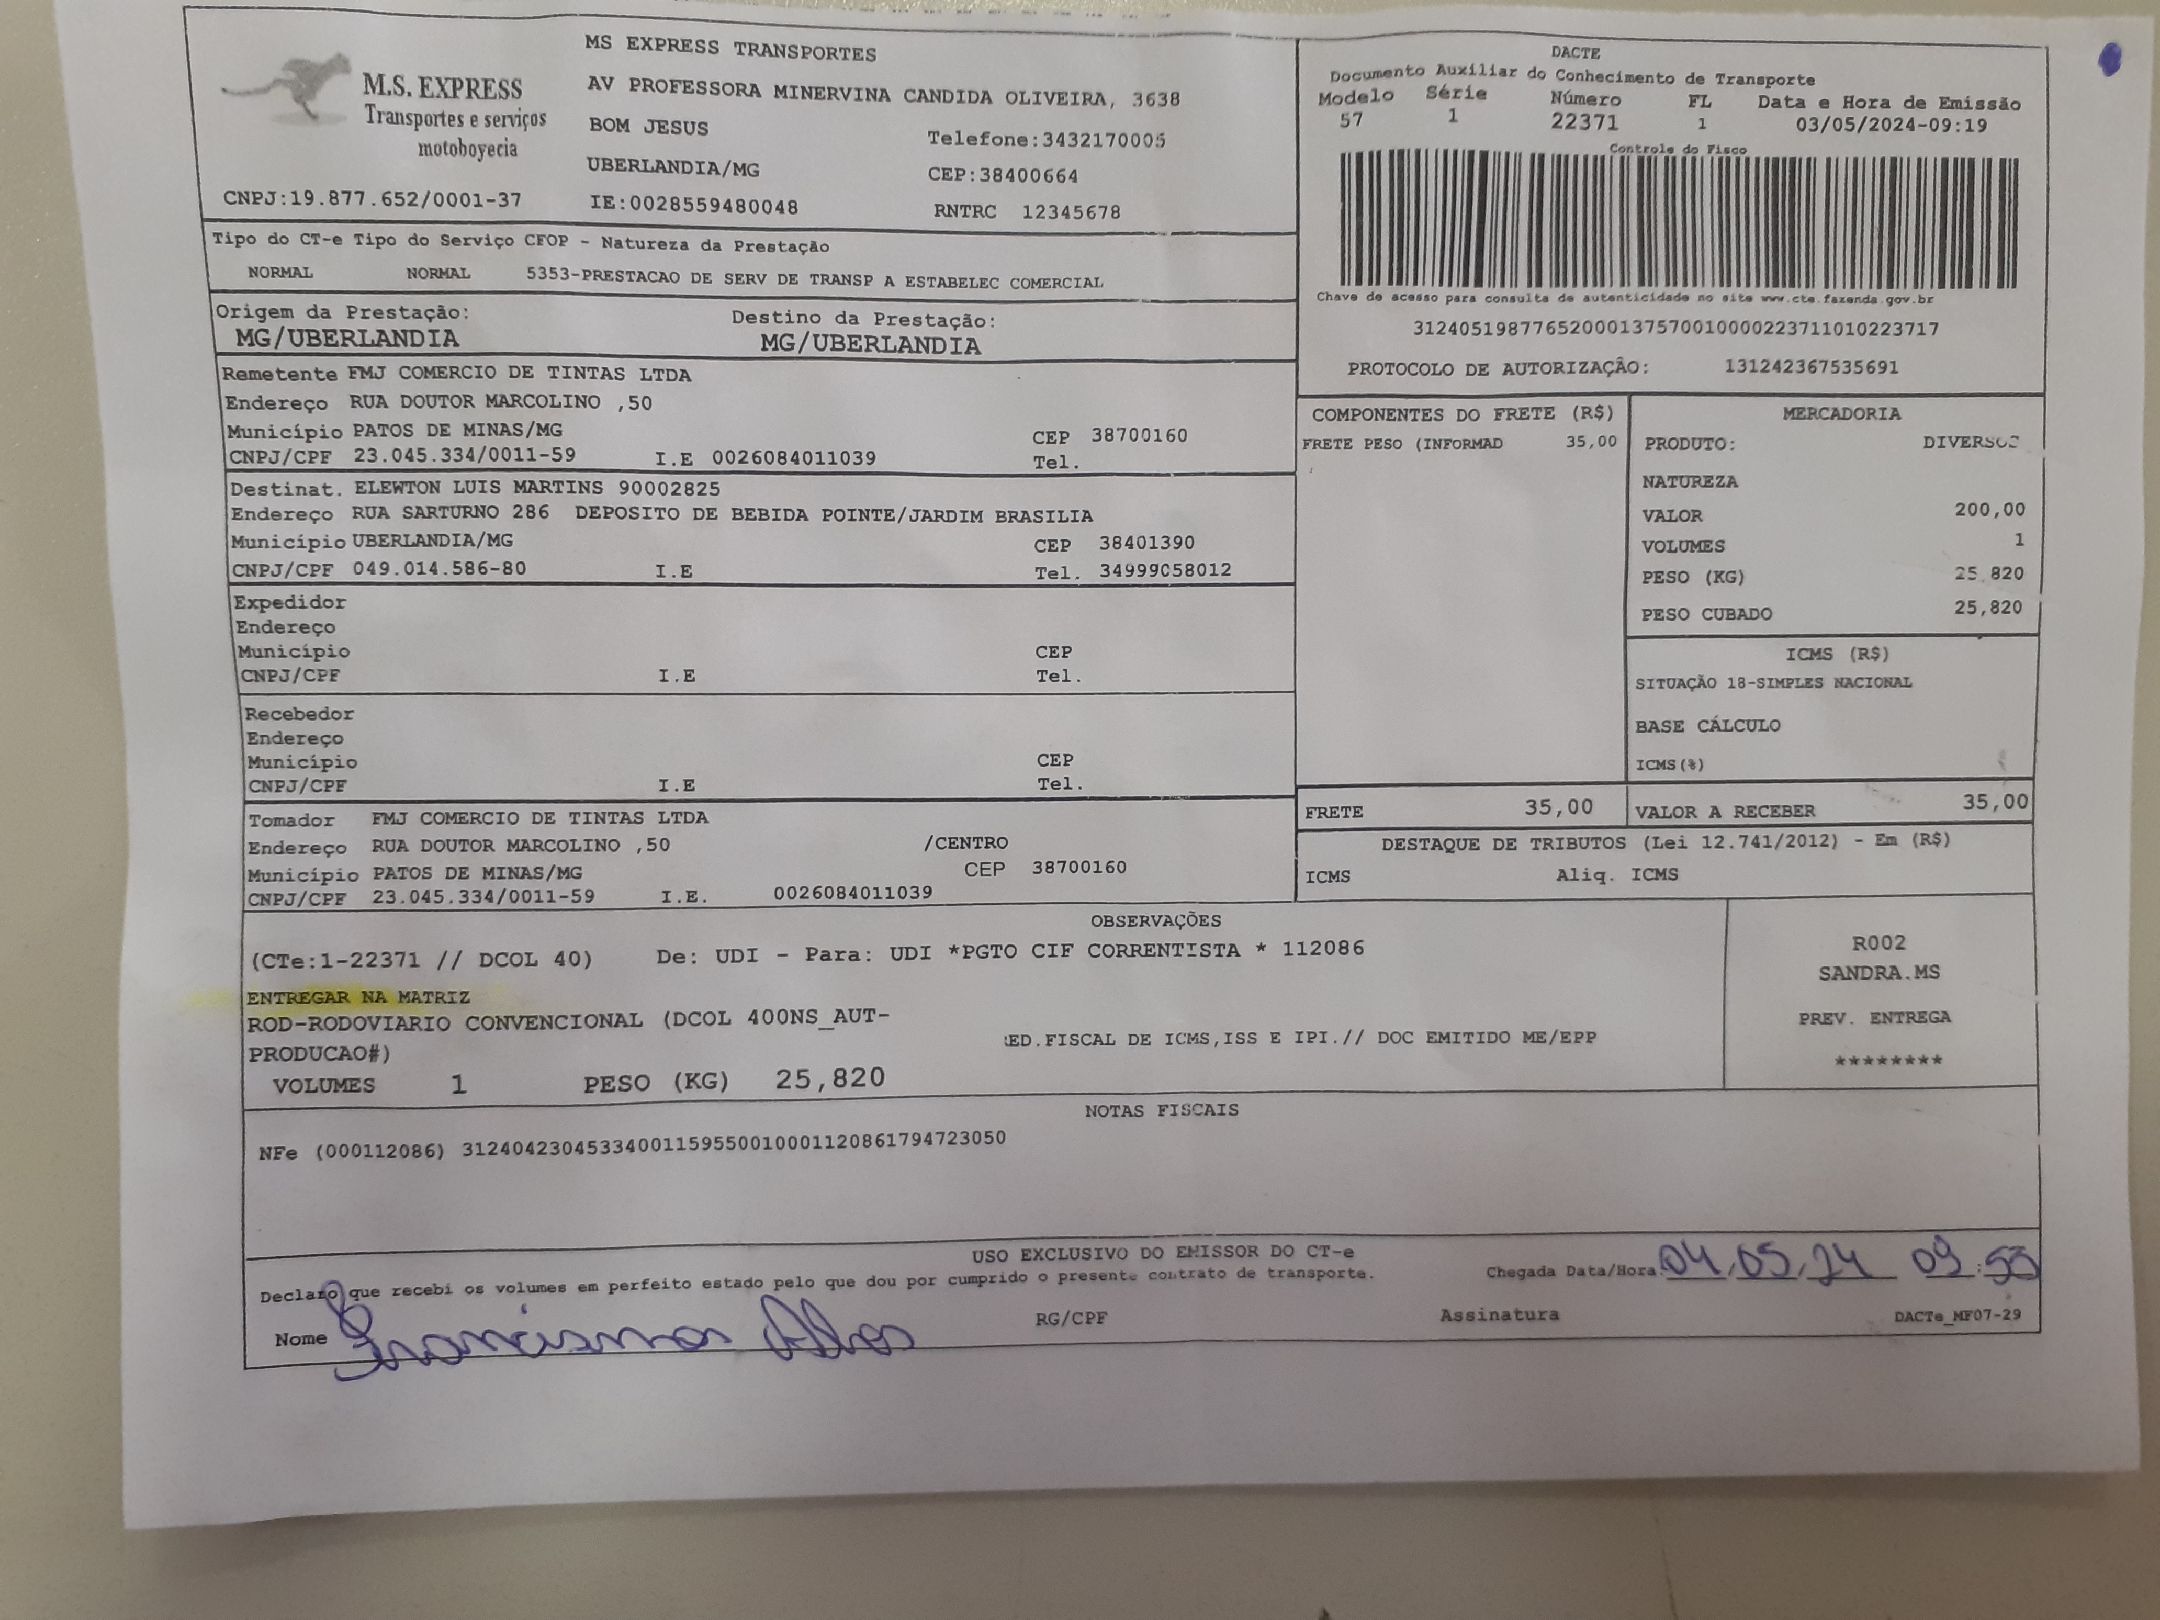 M.S. EXPRESS
Transportes e serviços
motoboyecia
CNPJ:19.877.652/0001-37
MS EXPRESS TRANSPORTES
AV PROFESSORA MINERVINA CANDIDA OLIVEIRA, 3638
BOM JESUS
Telefone:3432170005
UBERLANDIA/MG
CEP:38400664
IE:0028559480048
RNTRC 12345678
DACTE
Documento Auxiliar do Conhecimento de Transporte
Modelo Série Número FL Data e Hora de Emissão
57 1 22371 1 03/05/2024-09:19
Controle do Fisco
Chave de acesso para consulta de autenticidade no site www.cte.fazenda.gov.br
31240519877652000137570010000223711010223717
PROTOCOLO DE AUTORIZAÇÃO: 131242367535691
Tipo do CT-e Tipo do Serviço CFOP - Natureza da Prestação
NORMAL NORMAL 5353-PRESTACAO DE SERV DE TRANSP A ESTABELEC COMERCIAL
Origem da Prestação: Destino da Prestação:
MG/UBERLANDIA MG/UBERLANDIA
Remetente FMJ COMERCIO DE TINTAS LTDA
Endereço RUA DOUTOR MARCOLINO ,50
Município PATOS DE MINAS/MG CEP 38700160
CNPJ/CPF 23.045.334/0011-59 I.E 0026084011039 Tel.
Destinat. ELEWTON LUIS MARTINS 90002825
Endereço RUA SARTURNO 286 DEPOSITO DE BEBIDA POINTE/JARDIM BRASILIA
Município UBERLANDIA/MG CEP 38401390
CNPJ/CPF 049.014.586-80 I.E Tel. 34999058012
Expedidor
Endereço
Município CEP
CNPJ/CPF I.E Tel.
Recebedor
Endereço
Município CEP
CNPJ/CPF I.E Tel.
Tomador FMJ COMERCIO DE TINTAS LTDA
Endereço RUA DOUTOR MARCOLINO ,50 /CENTRO
Município PATOS DE MINAS/MG CEP 38700160
CNPJ/CPF 23.045.334/0011-59 I.E. 0026084011039
COMPONENTES DO FRETE (R$)
FRETE PESO (INFORMAD 35,00
MERCADORIA
PRODUTO: DIVERSOS
NATUREZA
VALOR 200,00
VOLUMES 1
PESO (KG) 25,820
PESO CUBADO 25,820
ICMS (R$)
SITUAÇÃO 18-SIMPLES NACIONAL
BASE CÁLCULO
ICMS(%)
FRETE 35,00 VALOR A RECEBER 35,00
DESTAQUE DE TRIBUTOS (Lei 12.741/2012) - Em (R$)
ICMS Aliq. ICMS
OBSERVAÇÕES
(CTe:1-22371 // DCOL 40) De: UDI - Para: UDI *PGTO CIF CORRENTISTA * 112086
ENTREGAR NA MATRIZ
ROD-RODOVIARIO CONVENCIONAL (DCOL 400NS_AUT-
PRODUCAO#)
ED.FISCAL DE ICMS,ISS E IPI.// DOC EMITIDO ME/EPP
VOLUMES 1 PESO (KG) 25,820
R002
SANDRA.MS
PREV. ENTREGA
********
NOTAS FISCAIS
NFe (000112086) 31240423045334001159550010001120861794723050
USO EXCLUSIVO DO EMISSOR DO CT-e
Declaro que recebi os volumes em perfeito estado pelo que dou por cumprido o presente contrato de transporte.
Chegada Data/Hora: 04/05/24 09:53
Nome RG/CPF Assinatura DACTe_MF07-29